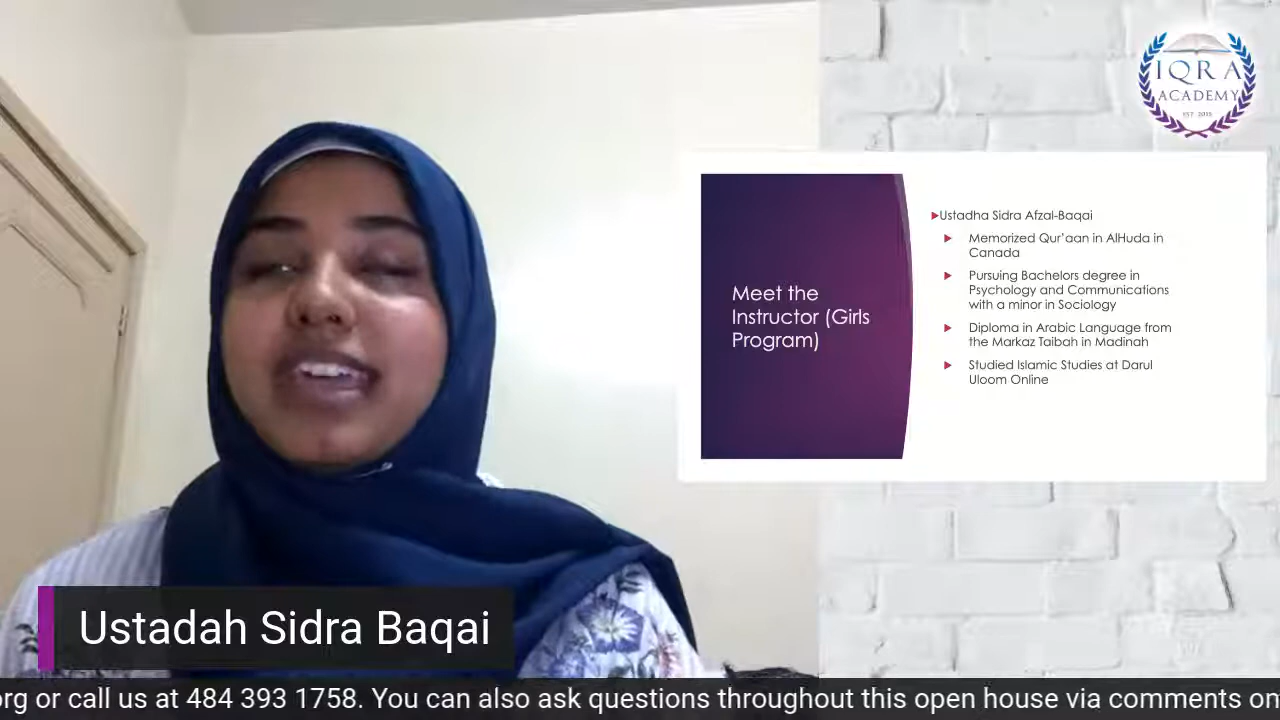 IQRA
ACADEMY
EST 2015
Meet the
Instructor (Girls
Program)
Ustadha Sidra Afzal-Baqai
Memorized Qur'aan in AlHuda in
Canada
Pursuing Bachelors degree in
Psychology and Communications
with a minor in Sociology
Diploma in Arabic Language from
the Markaz Taibah in Madinah
Studied Islamic Studies at Darul
Uloom Online
Ustadah Sidra Baqai
org or call us at 484 393 1758. You can also ask questions throughout this open house via comments on